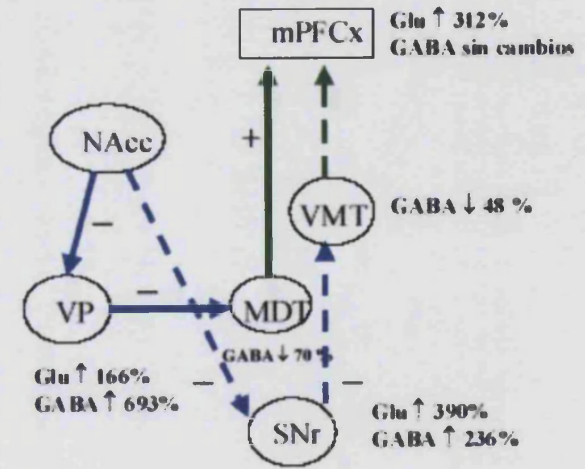 mPFCx
Glu ↑ 312%
GABA sin cambios
NAcc
+
VMT
GABA ↓ 48 %
–
–
VP
MDT
GABA ↓ 70 %
Glu ↑ 166%
GABA ↑ 693%
–
–
SNr
Glu ↑ 390%
GABA ↑ 236%